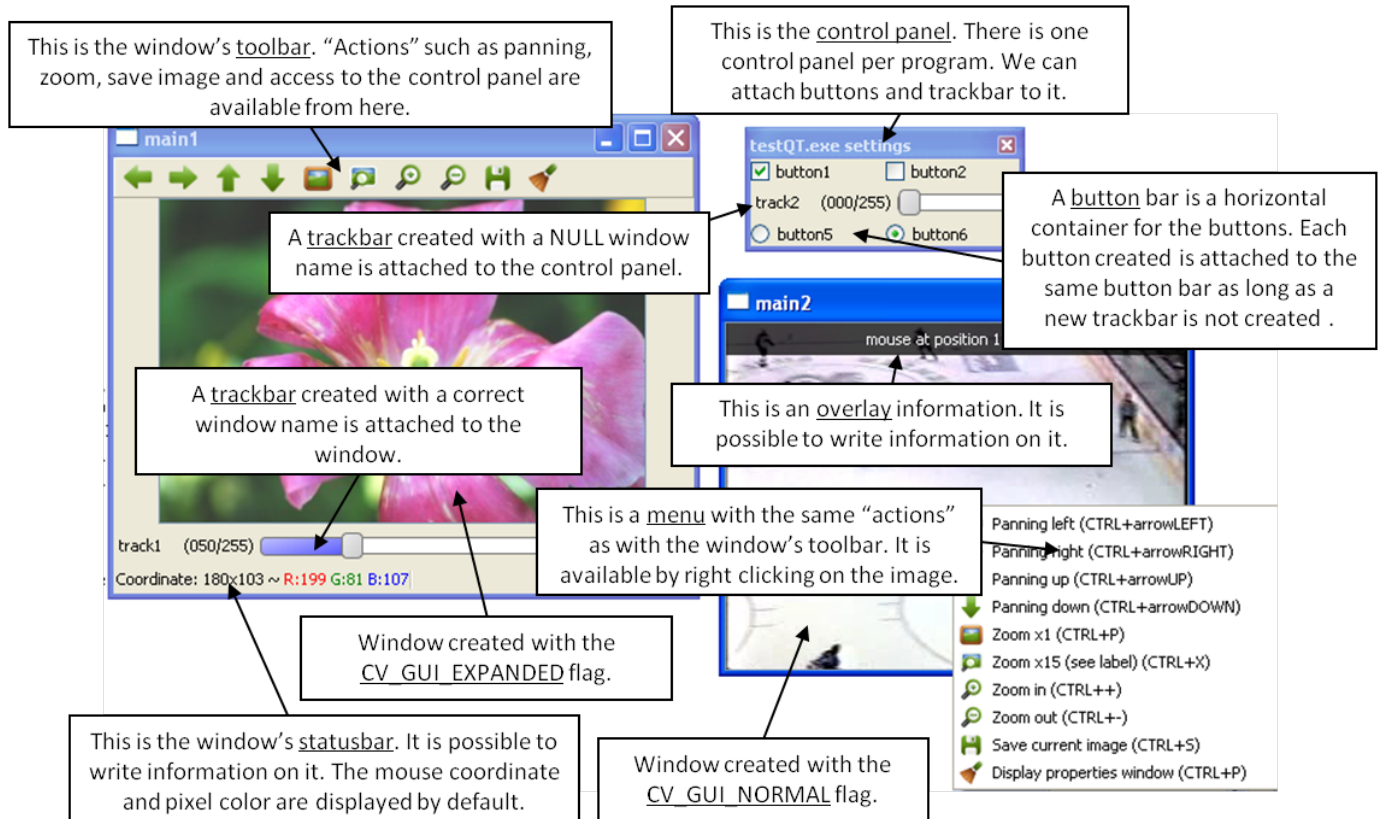 This is the window's toolbar. “Actions” such as panning,
zoom, save image and access to the control panel are
available from here.
This is the control panel. There is one
control panel per program. We can
attach buttons and trackbar to it.
main1
testQT.exe settings
button1
button2
track2 (000/255)
button5
button6
A button bar is a horizontal
container for the buttons. Each
button created is attached to the
same button bar as long as a
new trackbar is not created .
A trackbar created with a NULL window
name is attached to the control panel.
main2
mouse at position 1
A trackbar created with a correct
window name is attached to the
window.
This is an overlay information. It is
possible to write information on it.
This is a menu with the same “actions”
as with the window's toolbar. It is
available by right clicking on the image.
track1 (050/255)
Coordinate: 180x103 ~ R:199 G:81 B:107
Panning left (CTRL+arrowLEFT)
Panning right (CTRL+arrowRIGHT)
Panning up (CTRL+arrowUP)
Panning down (CTRL+arrowDOWN)
Zoom x1 (CTRL+P)
Zoom x15 (see label) (CTRL+X)
Zoom in (CTRL++)
Zoom out (CTRL+-)
Save current image (CTRL+S)
Display properties window (CTRL+P)
Window created with the
CV_GUI_EXPANDED flag.
This is the window's statusbar. It is possible to
write information on it. The mouse coordinate
and pixel color are displayed by default.
Window created with the
CV_GUI_NORMAL flag.